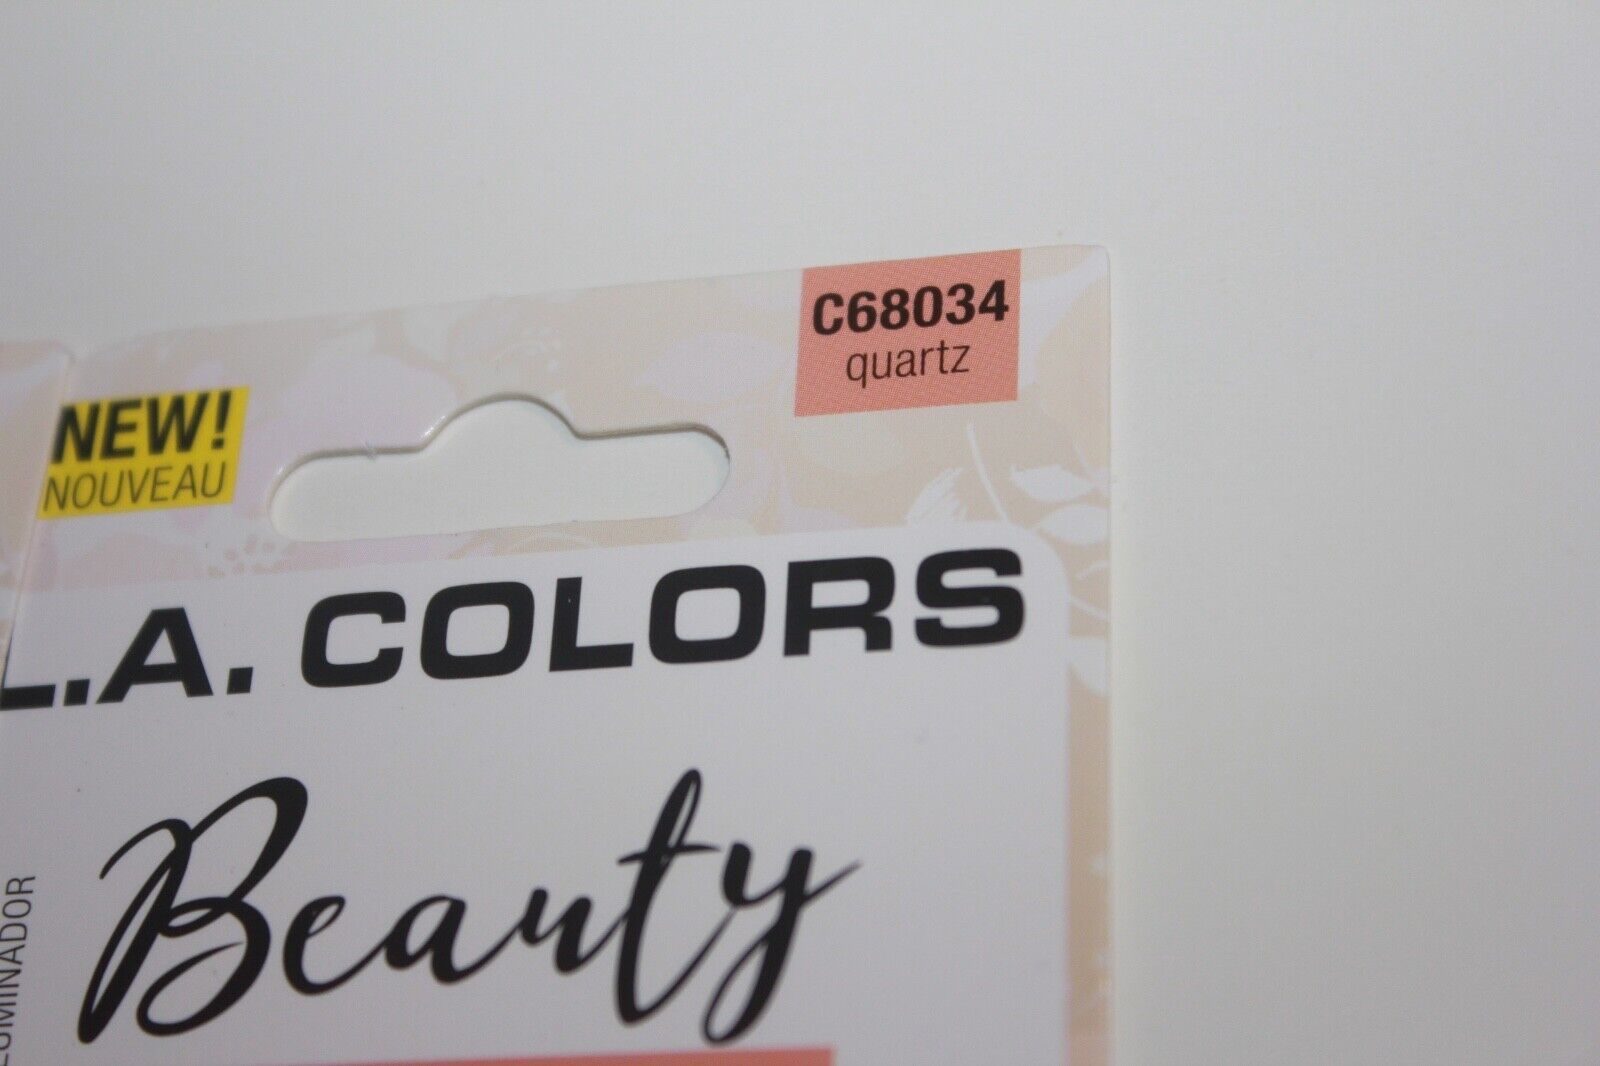 C68034
quartz
NEW!
NOUVEAU
L.A. COLORS
Beauty